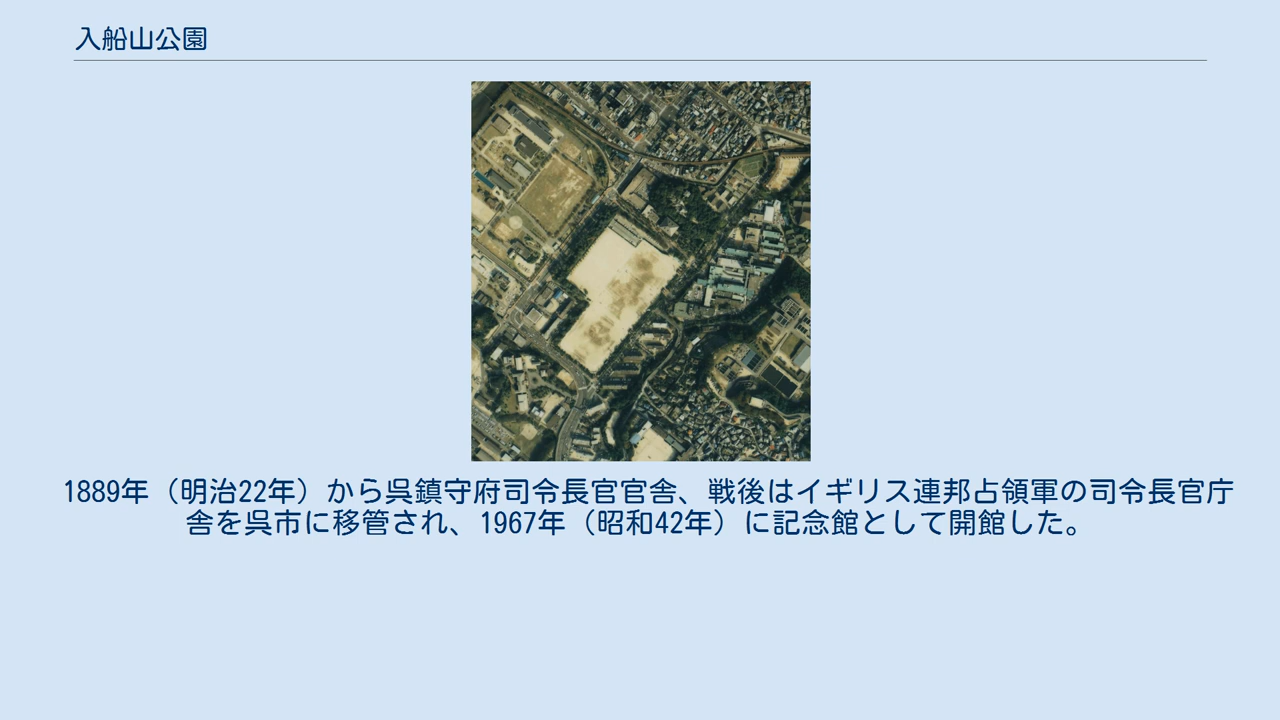 入船山公園
1889年（明治22年）から呉鎮守府司令長官官舎、戦後はイギリス連邦占領軍の司令長官庁
舎を呉市に移管され、1967年（昭和42年）に記念館として開館した。